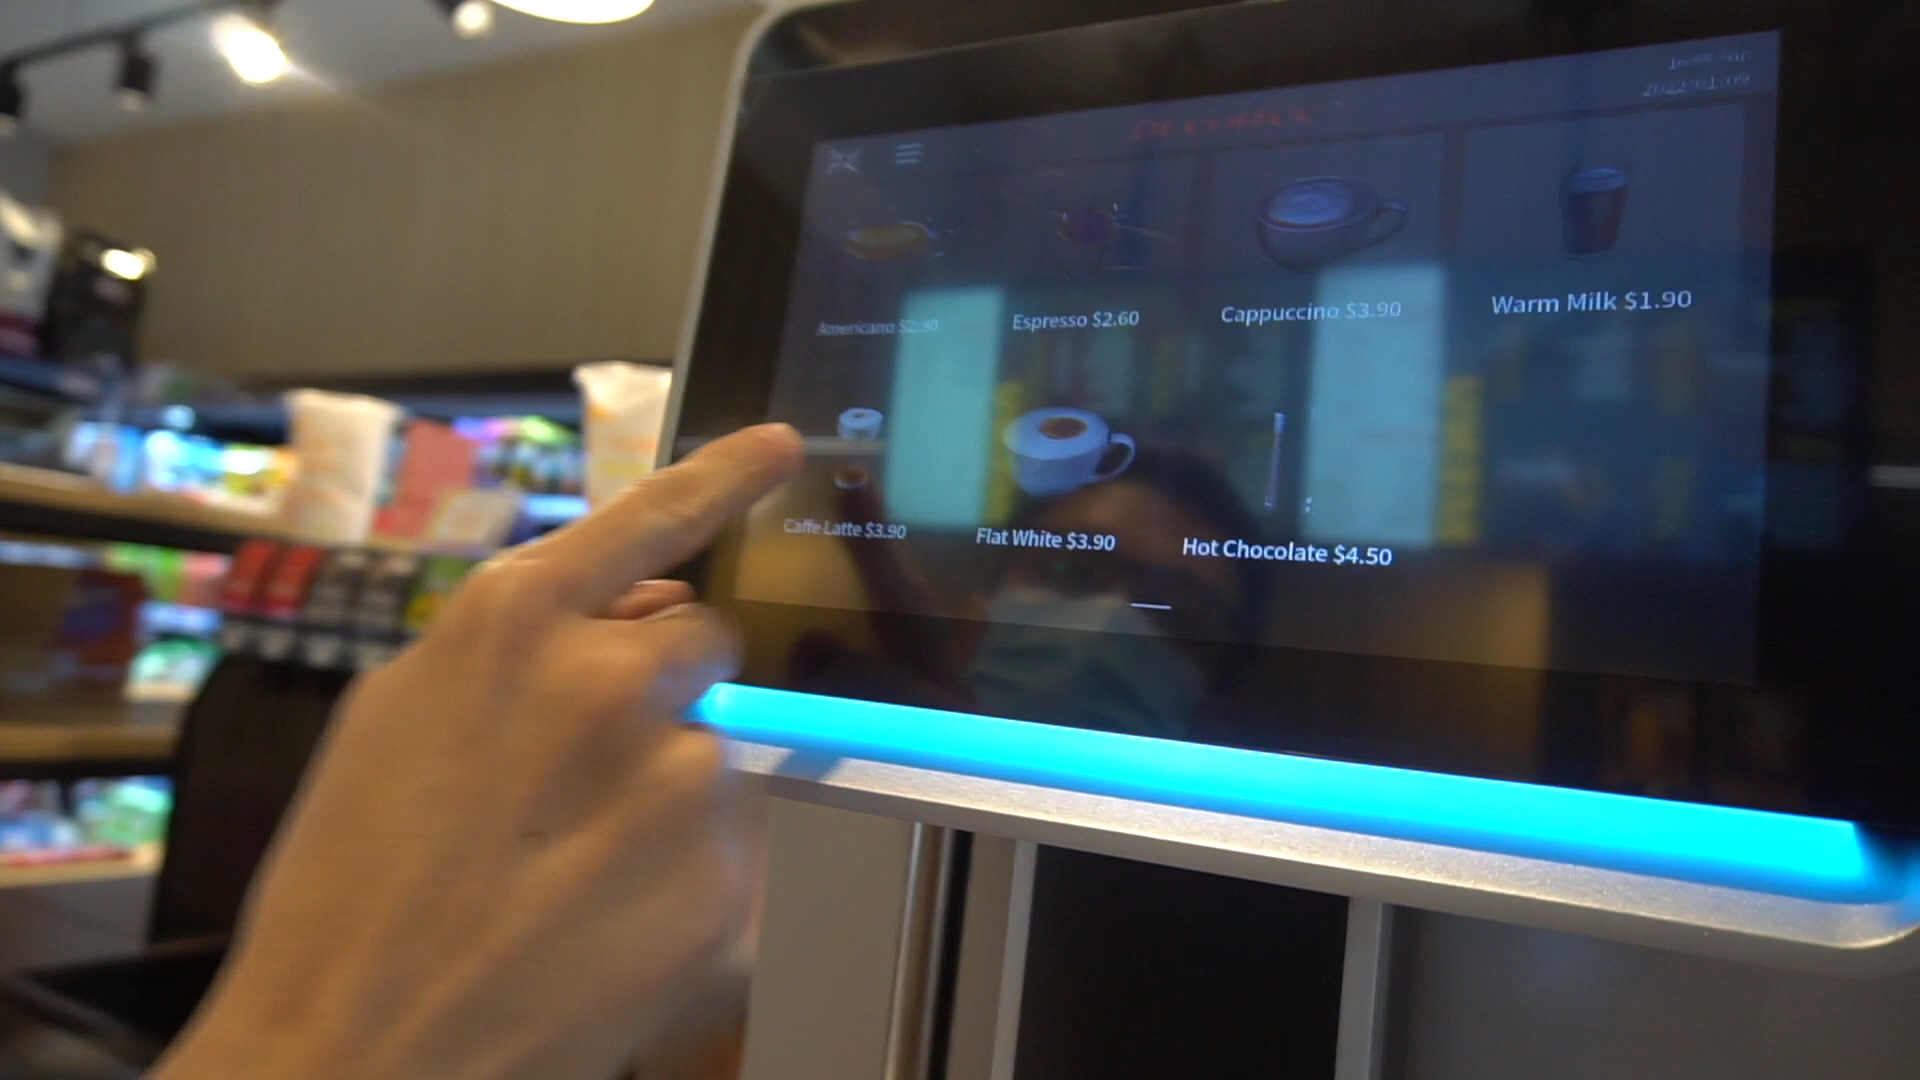 Americano $2.90
Espresso $2.60
Cappuccino $3.90
Warm Milk $1.90
Caffe Latte $3.90
Flat White $3.90
Hot Chocolate $4.50